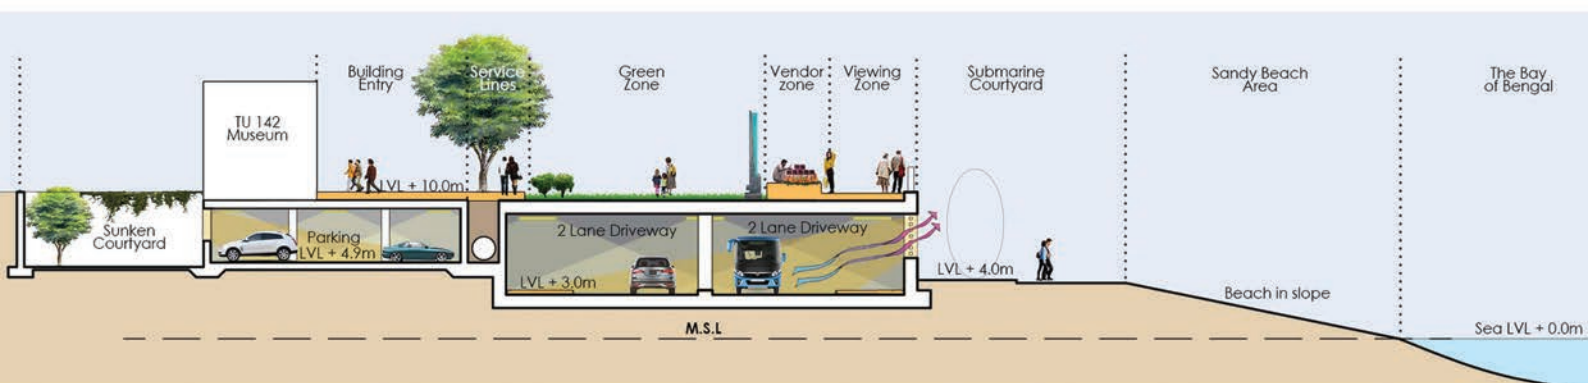 Building
Entry
Service
Lines
Green
Zone
Vendor
zone
Viewing
Zone
Submarine
Courtyard
Sandy Beach
Area
The Bay
of Bengal
TU 142
Museum
LVL + 10.0m
Sunken
Courtyard
Parking
LVL + 4.9m
2 Lane Driveway
LVL + 3.0m
2 Lane Driveway
LVL + 4.0m
Beach in slope
M.S.L
Sea LVL + 0.0m